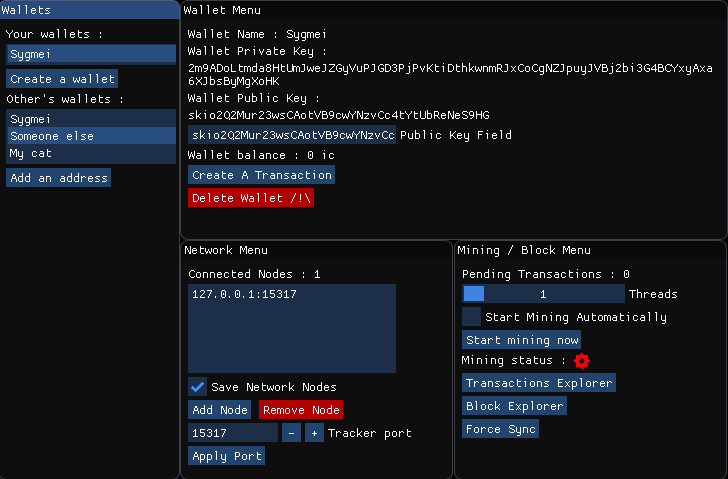 Wallets
Your wallets :
Sygmei
Create a wallet
Other's wallets :
Sygmei
Someone else
My cat
Add an address
Wallet Menu
Wallet Name : Sygmei
Wallet Private Key :
2m9ADoLtmda8HtUmJweJZGyVuPJGD3PjPvKtiDthkwnmRJxCoCgNZJpuyJVBj2bi3G4BCYxyAxa
6XJbsByMgXoHK
Wallet Public Key :
skio2Q2Mur23wsCAotVB9cwYNzvCc4tYtUbReNeS9HG
skio2Q2Mur23wsCAotVB9cwYNzvCc Public Key Field
Wallet balance : 0 ic
Create A Transaction
Delete Wallet /!\
Network Menu
Connected Nodes : 1
127.0.0.1:15317
Save Network Nodes
Add Node Remove Node
15317 - + Tracker port
Apply Port
Mining / Block Menu
Pending Transactions : 0
1 Threads
Start Mining Automatically
Start mining now
Mining status :
Transactions Explorer
Block Explorer
Force Sync